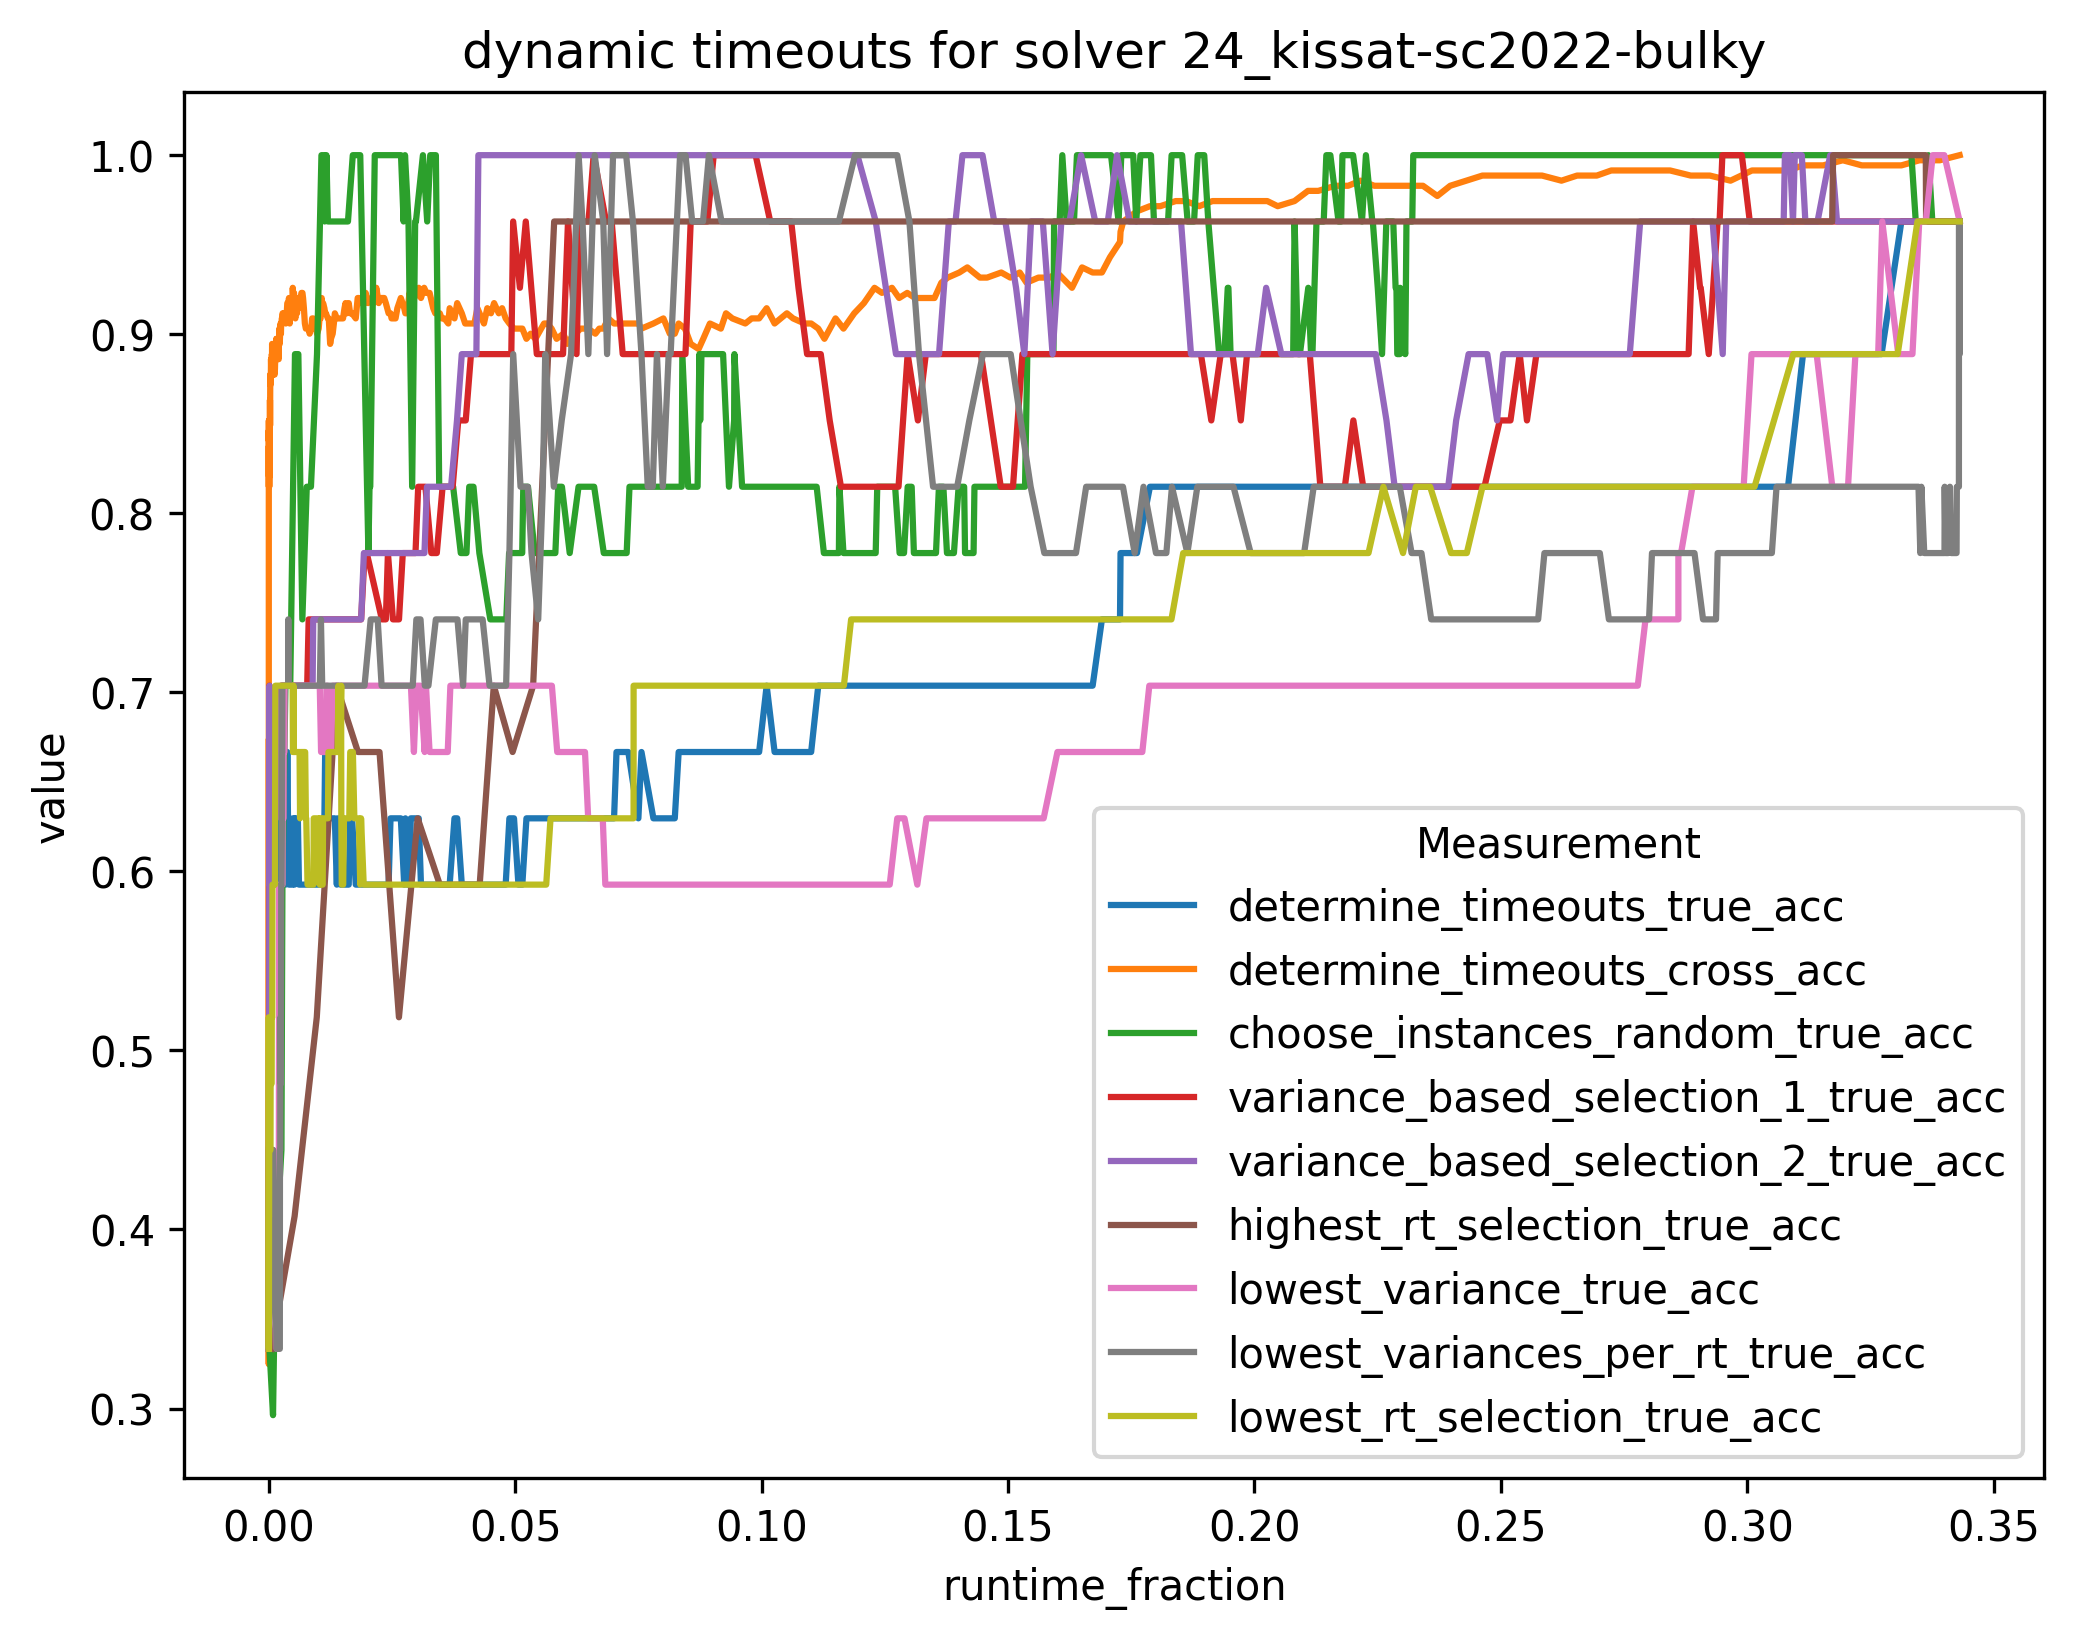 dynamic timeouts for solver 24_kissat-sc2022-bulky
1.0
0.9
0.8
0.7
0.6
0.5
0.4
0.3
value
Measurement
determine_timeouts_true_acc
determine_timeouts_cross_acc
choose_instances_random_true_acc
variance_based_selection_1_true_acc
variance_based_selection_2_true_acc
highest_rt_selection_true_acc
lowest_variance_true_acc
lowest_variances_per_rt_true_acc
lowest_rt_selection_true_acc
0.00 0.05 0.10 0.15 0.20 0.25 0.30 0.35
runtime_fraction